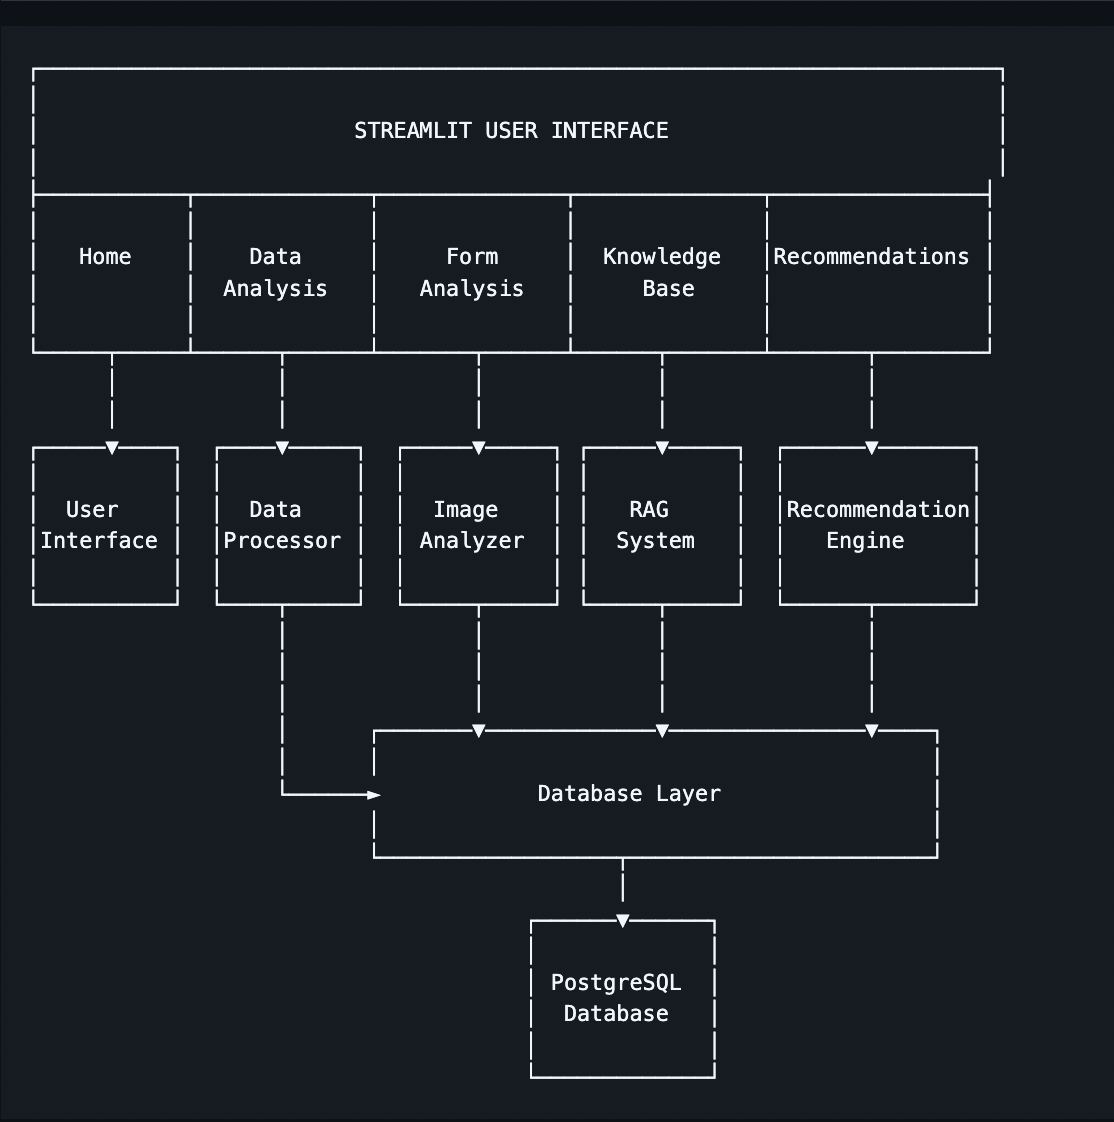 STREAMLIT USER INTERFACE
Home
Data
Analysis
Form
Analysis
Knowledge
Base
Recommendations
User
Interface
Data
Processor
Image
Analyzer
RAG
System
Recommendation
Engine
Database Layer
PostgreSQL
Database